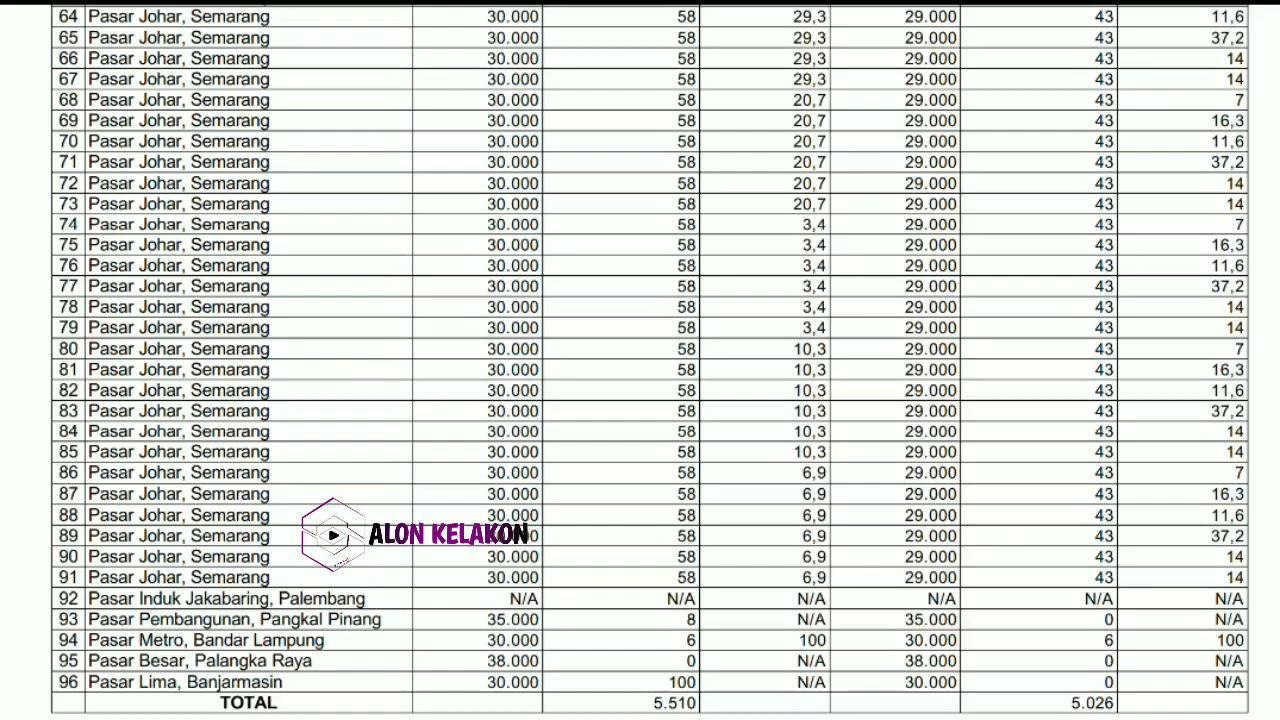 64 Pasar Johar, Semarang 30.000 58 29,3 29.000 43 11,6
65 Pasar Johar, Semarang 30.000 58 29,3 29.000 43 37,2
66 Pasar Johar, Semarang 30.000 58 29,3 29.000 43 14
67 Pasar Johar, Semarang 30.000 58 29,3 29.000 43 14
68 Pasar Johar, Semarang 30.000 58 20,7 29.000 43 7
69 Pasar Johar, Semarang 30.000 58 20,7 29.000 43 16,3
70 Pasar Johar, Semarang 30.000 58 20,7 29.000 43 11,6
71 Pasar Johar, Semarang 30.000 58 20,7 29.000 43 37,2
72 Pasar Johar, Semarang 30.000 58 20,7 29.000 43 14
73 Pasar Johar, Semarang 30.000 58 20,7 29.000 43 14
74 Pasar Johar, Semarang 30.000 58 3,4 29.000 43 7
75 Pasar Johar, Semarang 30.000 58 3,4 29.000 43 16,3
76 Pasar Johar, Semarang 30.000 58 3,4 29.000 43 11,6
77 Pasar Johar, Semarang 30.000 58 3,4 29.000 43 37,2
78 Pasar Johar, Semarang 30.000 58 3,4 29.000 43 14
79 Pasar Johar, Semarang 30.000 58 3,4 29.000 43 14
80 Pasar Johar, Semarang 30.000 58 10,3 29.000 43 7
81 Pasar Johar, Semarang 30.000 58 10,3 29.000 43 16,3
82 Pasar Johar, Semarang 30.000 58 10,3 29.000 43 11,6
83 Pasar Johar, Semarang 30.000 58 10,3 29.000 43 37,2
84 Pasar Johar, Semarang 30.000 58 10,3 29.000 43 14
85 Pasar Johar, Semarang 30.000 58 10,3 29.000 43 14
86 Pasar Johar, Semarang 30.000 58 6,9 29.000 43 7
87 Pasar Johar, Semarang 30.000 58 6,9 29.000 43 16,3
88 Pasar Johar, Semarang 30.000 58 6,9 29.000 43 11,6
89 Pasar Johar, Semarang 58 6,9 29.000 43 37,2
ALON KELAKON
90 Pasar Johar, Semarang 30.000 58 6,9 29.000 43 14
91 Pasar Johar, Semarang 30.000 58 6,9 29.000 43 14
92 Pasar Induk Jakabaring, Palembang N/A N/A N/A N/A N/A N/A
93 Pasar Pembangunan, Pangkal Pinang 35.000 8 N/A 35.000 0 N/A
94 Pasar Metro, Bandar Lampung 30.000 6 100 30.000 6 100
95 Pasar Besar, Palangka Raya 38.000 0 N/A 38.000 0 N/A
96 Pasar Lima, Banjarmasin 30.000 100 N/A 30.000 0 N/A
TOTAL 5.510 5.026